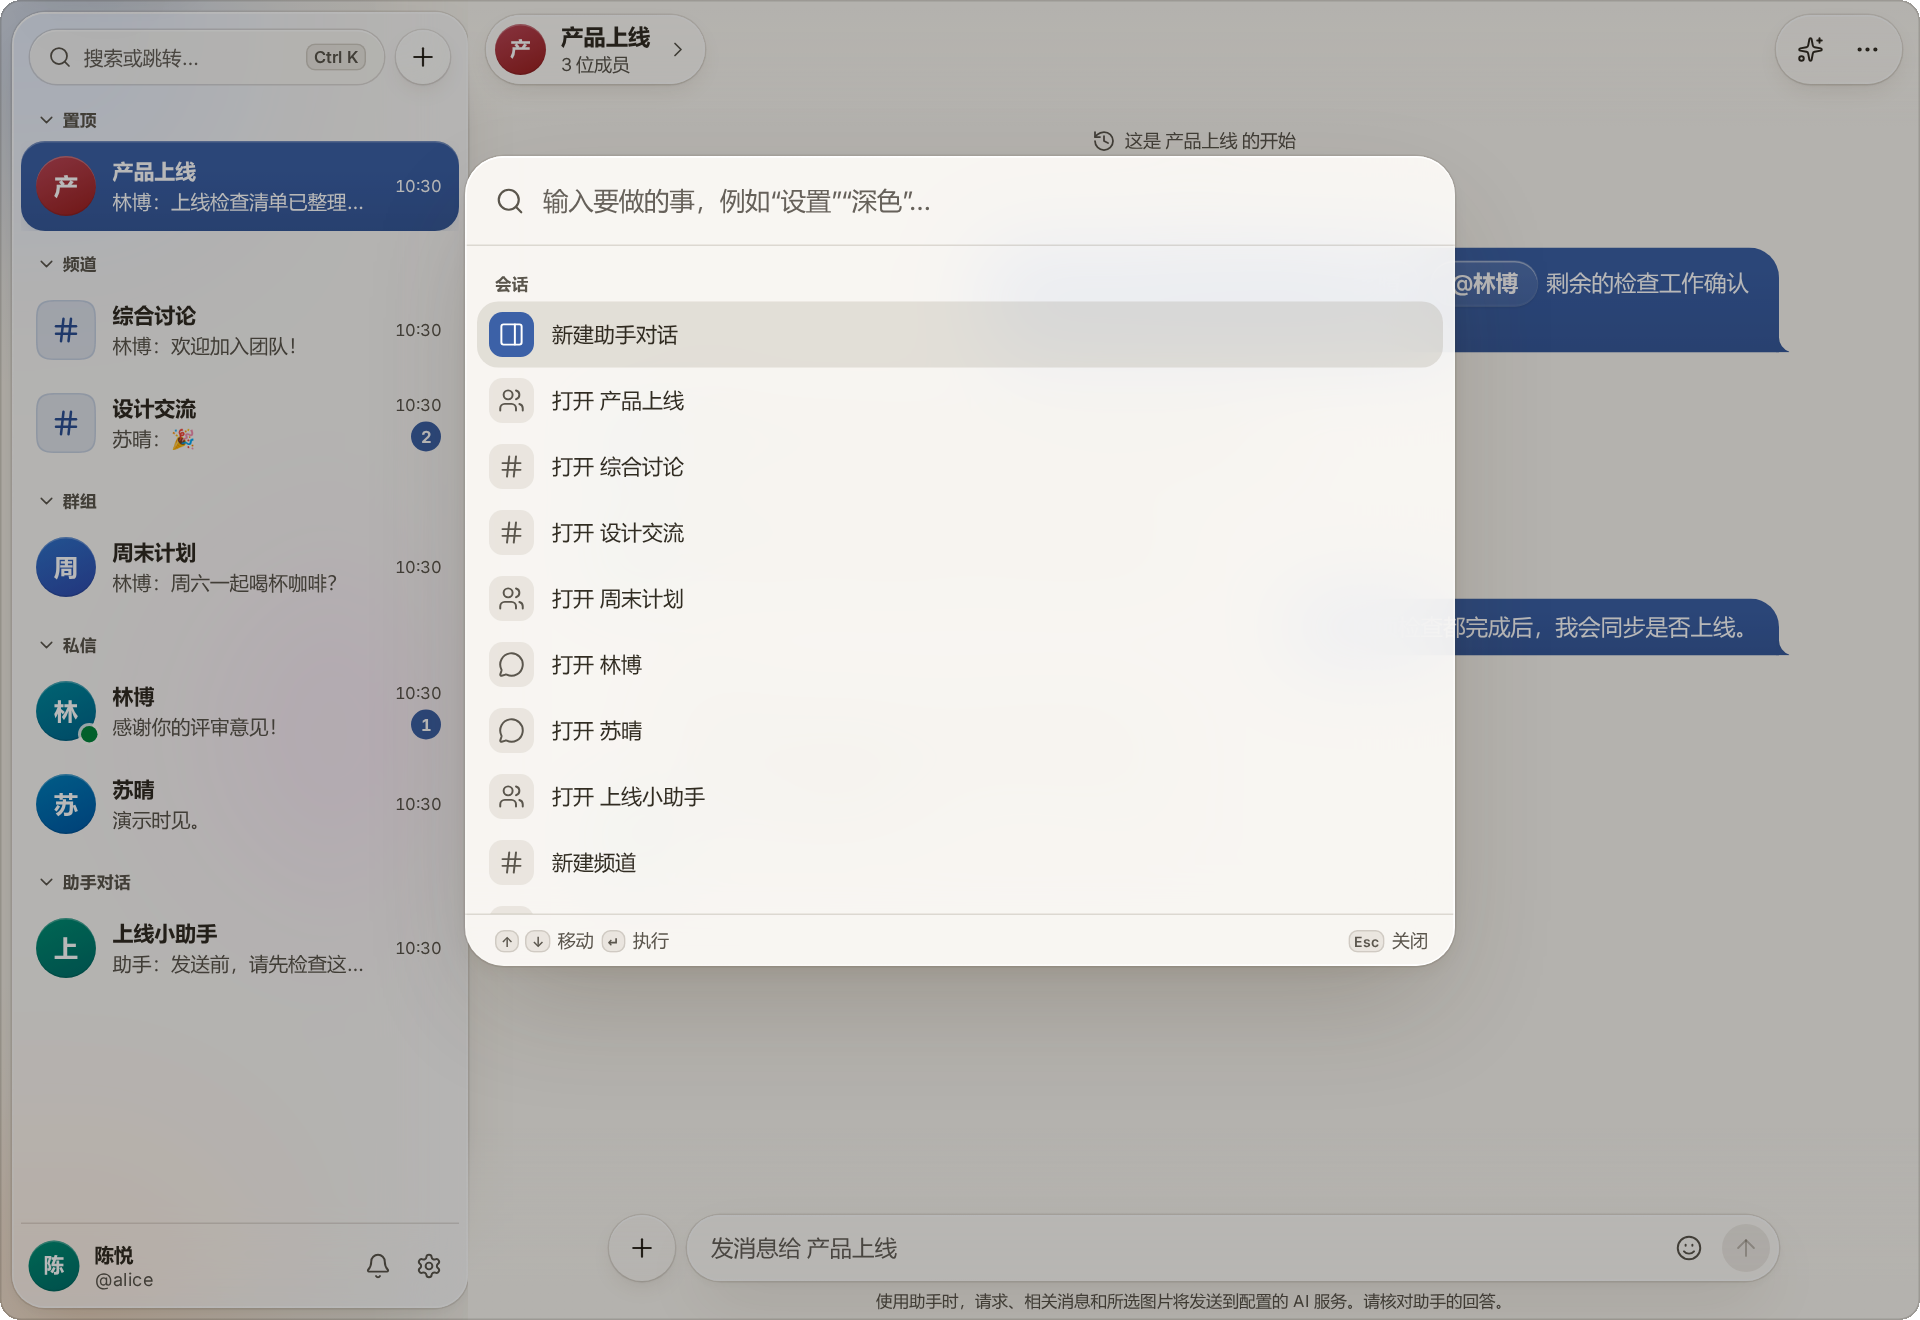 搜索或跳转...
Ctrl K
置顶
产
产品上线
10:30
林博：上线检查清单已整理...
频道
综合讨论
10:30
林博：欢迎加入团队！
设计交流
10:30
苏晴：🎉
2
群组
周
周末计划
10:30
林博：周六一起喝杯咖啡？
私信
林
林博
10:30
感谢你的评审意见！
1
苏
苏晴
10:30
演示时见。
助手对话
上
上线小助手
10:30
助手：发送前，请先检查这...
陈
陈悦
@alice
产
产品上线
3 位成员
这是 产品上线 的开始
@林博 剩余的检查工作确认
都完成后，我会同步是否上线。
输入要做的事，例如“设置”“深色”...
会话
新建助手对话
打开 产品上线
打开 综合讨论
打开 设计交流
打开 周末计划
打开 林博
打开 苏晴
打开 上线小助手
新建频道
↑ ↓ 移动 ↵ 执行
Esc 关闭
发消息给 产品上线
使用助手时，请求、相关消息和所选图片将发送到配置的 AI 服务。请核对助手的回答。